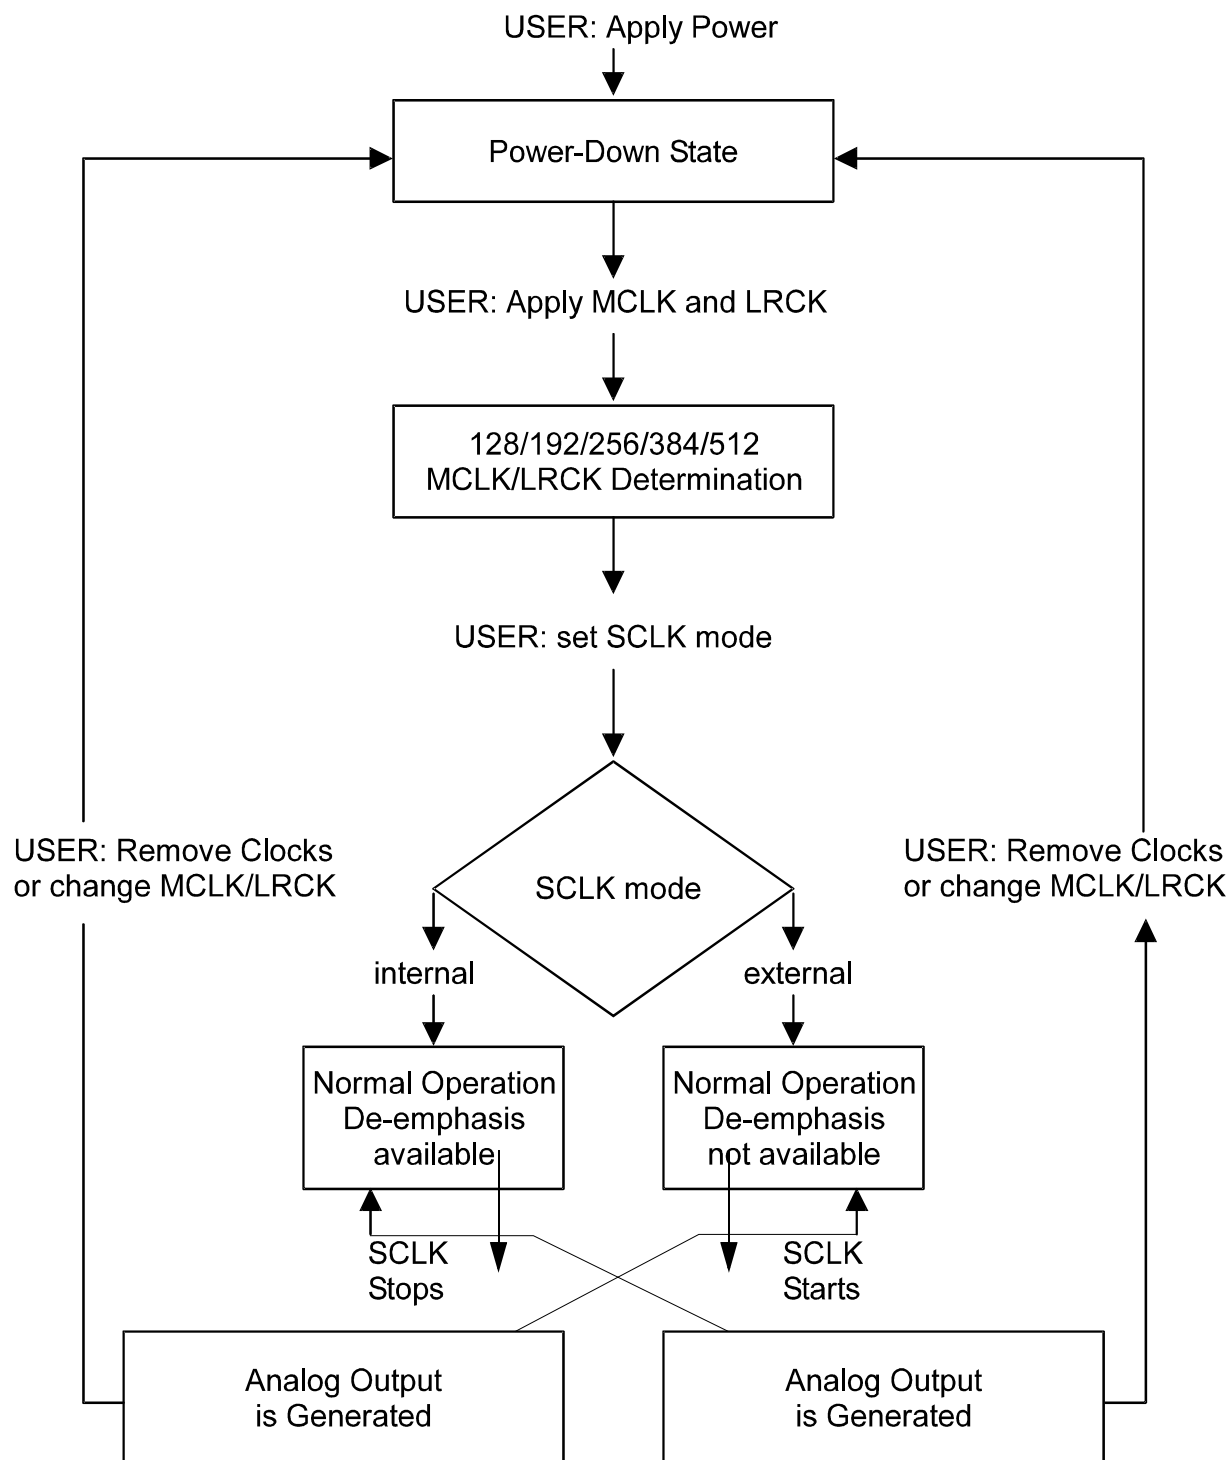 USER: Apply Power
Power-Down State
USER: Apply MCLK and LRCK
128/192/256/384/512
MCLK/LRCK Determination
USER: set SCLK mode
USER: Remove Clocks
or change MCLK/LRCK
SCLK mode
USER: Remove Clocks
or change MCLK/LRCK
internal
external
Normal Operation
De-emphasis
available
Normal Operation
De-emphasis
not available
SCLK
Stops
SCLK
Starts
Analog Output
is Generated
Analog Output
is Generated